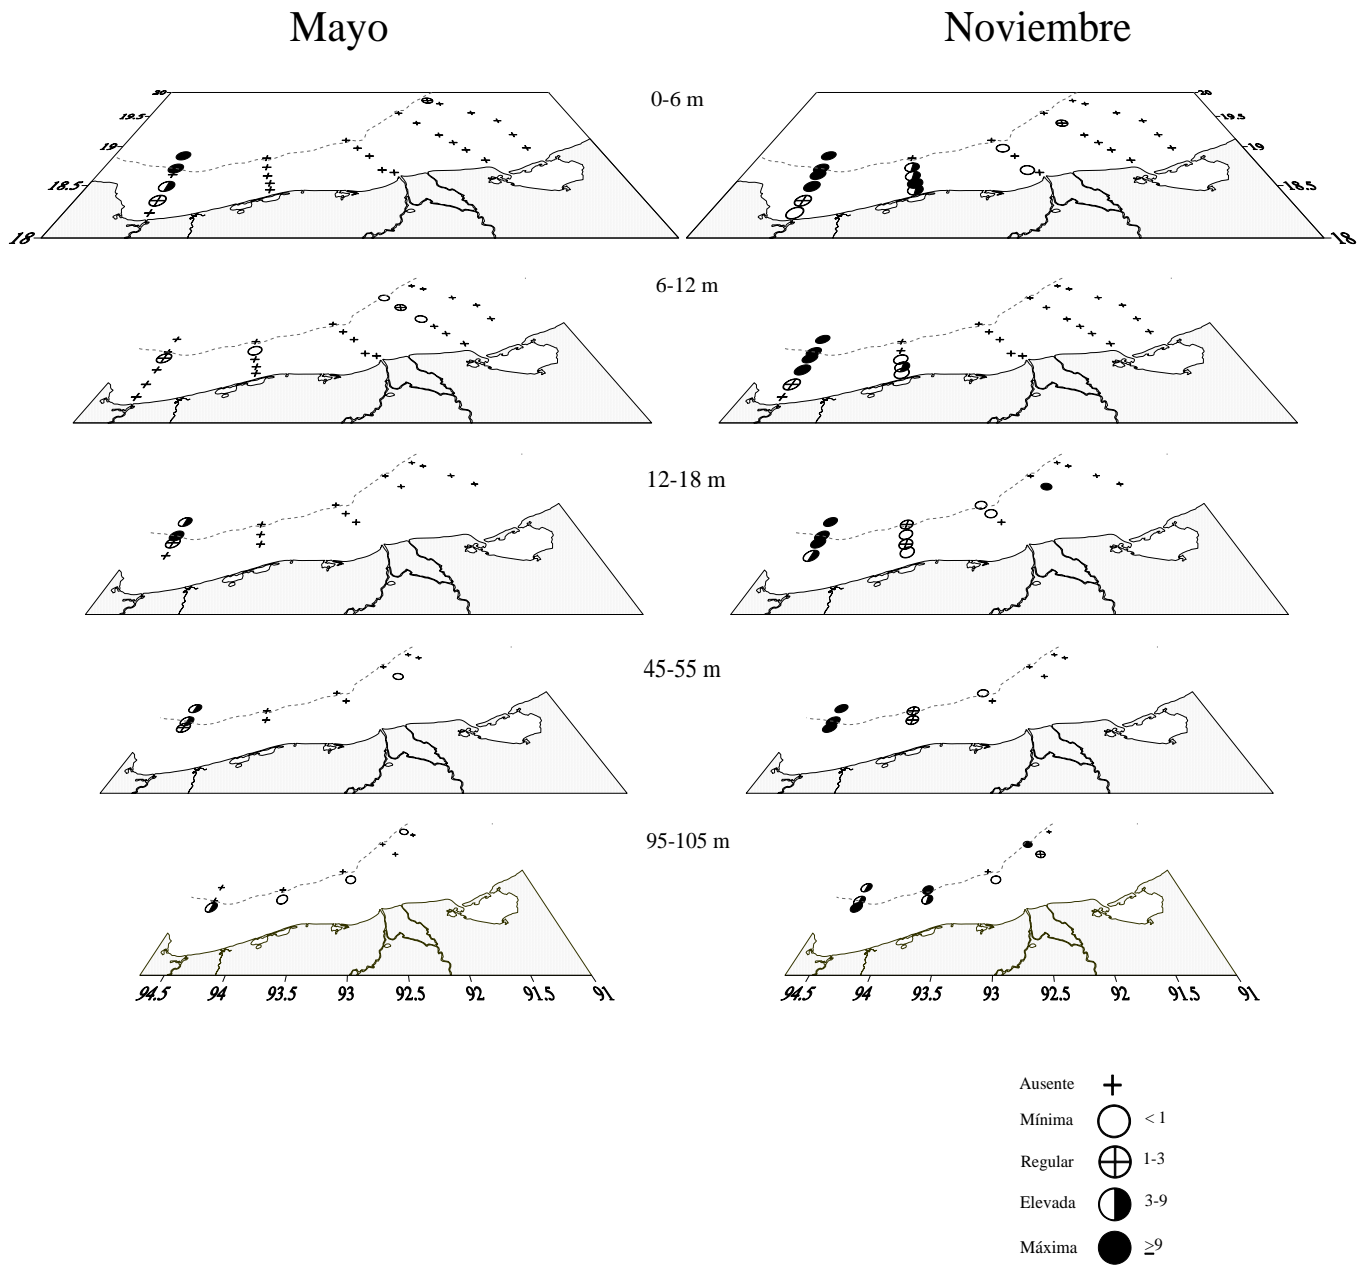 Mayo Noviembre
0-6 m
20 20
19.5 19.5
19 19
18.5 18.5
18 18
6-12 m
12-18 m
45-55 m
95-105 m
94.5 94 93.5 93 92.5 92 91.5 91 94.5 94 93.5 93 92.5 92 91.5 91
Ausente
Mínima < 1
Regular 1-3
Elevada 3-9
Máxima ≥9